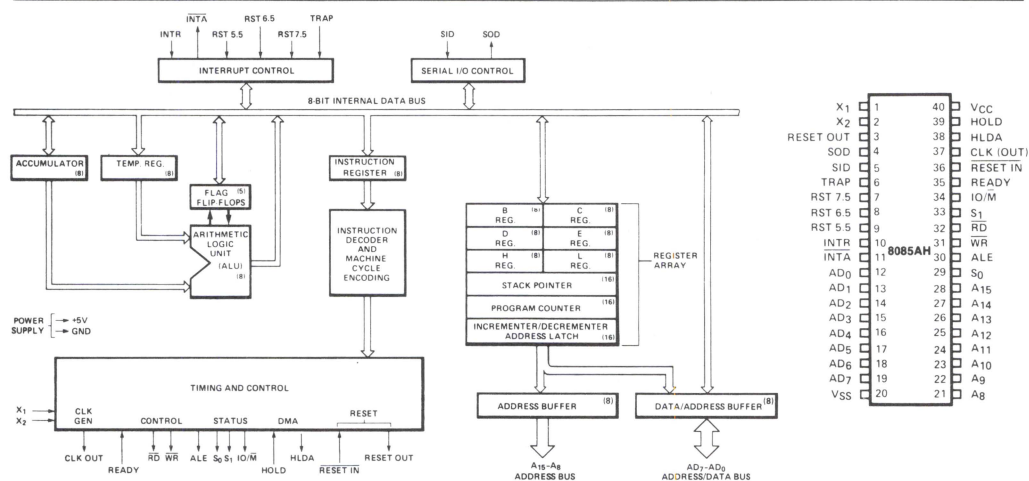 INTR INTA RST 5.5 RST 6.5 RST7.5 TRAP
SID SOD
INTERRUPT CONTROL
SERIAL I/O CONTROL
8-BIT INTERNAL DATA BUS
ACCUMULATOR (8)
TEMP. REG. (8)
FLAG (5)
FLIP-FLOPS
ARITHMETIC
LOGIC
UNIT
(ALU)
(8)
INSTRUCTION
REGISTER (8)
INSTRUCTION
DECODER
AND
MACHINE
CYCLE
ENCODING
B (8) C (8)
REG. REG.
D (8) E (8)
REG. REG.
H (8) L (8)
REG. REG.
STACK POINTER (16)
PROGRAM COUNTER (16)
INCREMENTER/DECREMENTER
ADDRESS LATCH (16)
REGISTER
ARRAY
POWER
SUPPLY
+5V
GND
TIMING AND CONTROL
X1
X2
CLK
GEN
CONTROL STATUS DMA RESET
CLK OUT READY RD WR ALE S0 S1 IO/M HOLD HLDA RESET IN RESET OUT
ADDRESS BUFFER (8)
DATA/ADDRESS BUFFER (8)
A15-A8
ADDRESS BUS
AD7-AD0
ADDRESS/DATA BUS
8085AH
X1 1 40 VCC
X2 2 39 HOLD
RESET OUT 3 38 HLDA
SOD 4 37 CLK (OUT)
SID 5 36 RESET IN
TRAP 6 35 READY
RST 7.5 7 34 IO/M
RST 6.5 8 33 S1
RST 5.5 9 32 RD
INTR 10 31 WR
INTA 11 30 ALE
AD0 12 29 S0
AD1 13 28 A15
AD2 14 27 A14
AD3 15 26 A13
AD4 16 25 A12
AD5 17 24 A11
AD6 18 23 A10
AD7 19 22 A9
VSS 20 21 A8